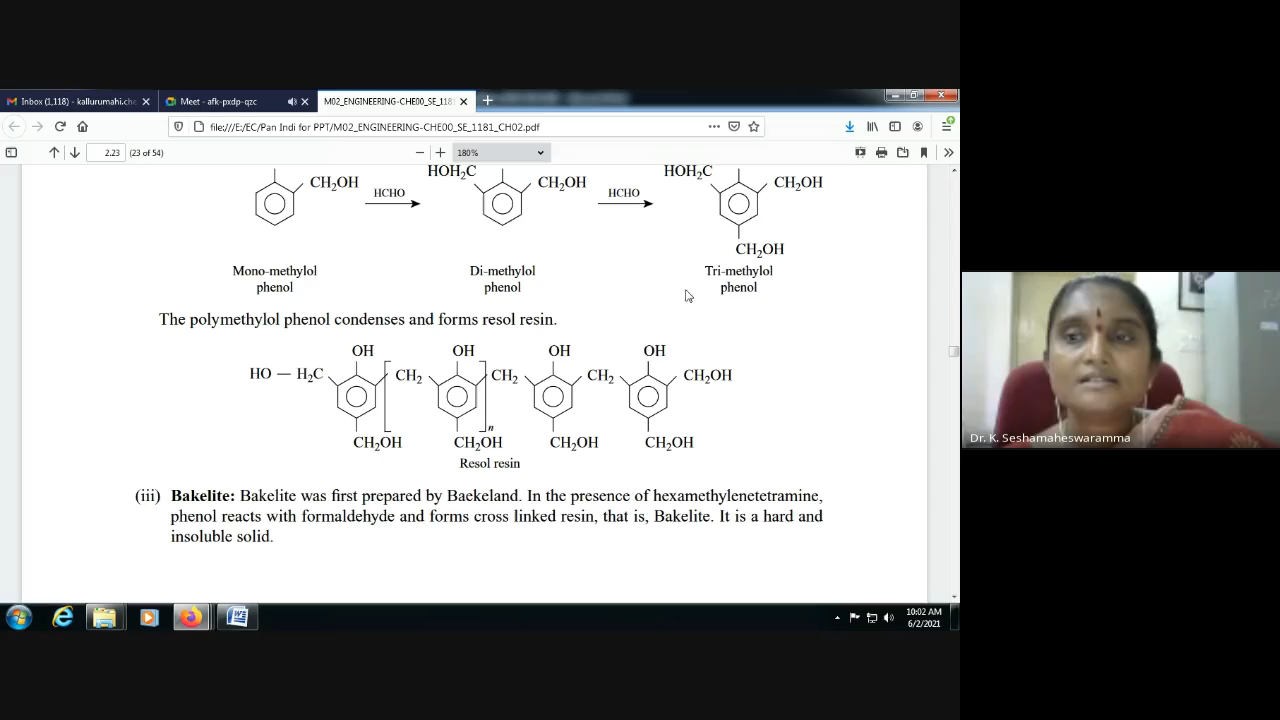 Inbox (1,118) - kallurumahi.che
Meet - afk-pxdp-qzc
M02_ENGINEERING-CHE00_SE_1181
file:///E/EC/Pan Indi for PPT/M02_ENGINEERING-CHE00_SE_1181_CH02.pdf
2.23 (23 of 54)
180%
HOH2C HOH2C
CH2OH CH2OH CH2OH
HCHO HCHO
CH2OH
Mono-methylol Di-methylol Tri-methylol
phenol phenol phenol
The polymethylol phenol condenses and forms resol resin.
OH OH OH OH
HO — H2C CH2 CH2 CH2 CH2OH
n
CH2OH CH2OH CH2OH CH2OH
Resol resin
(iii) Bakelite: Bakelite was first prepared by Baekeland. In the presence of hexamethylenetetramine,
phenol reacts with formaldehyde and forms cross linked resin, that is, Bakelite. It is a hard and
insoluble solid.
Dr. K. Seshamaheswaramma
10:02 AM
6/2/2021